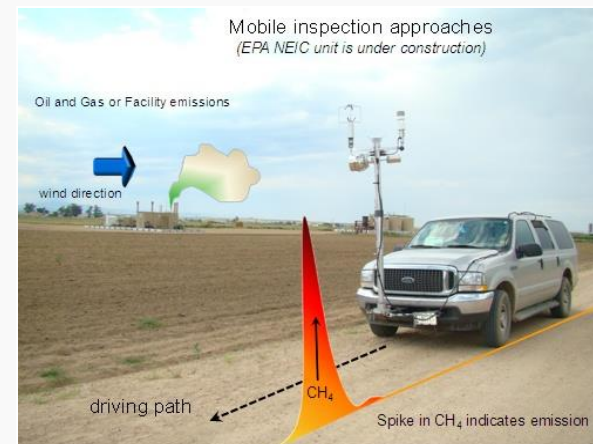 Mobile inspection approaches
(EPA NEIC unit is under construction)
Oil and Gas or Facility emissions
wind direction
CH₄
driving path
Spike in CH₄ indicates emission